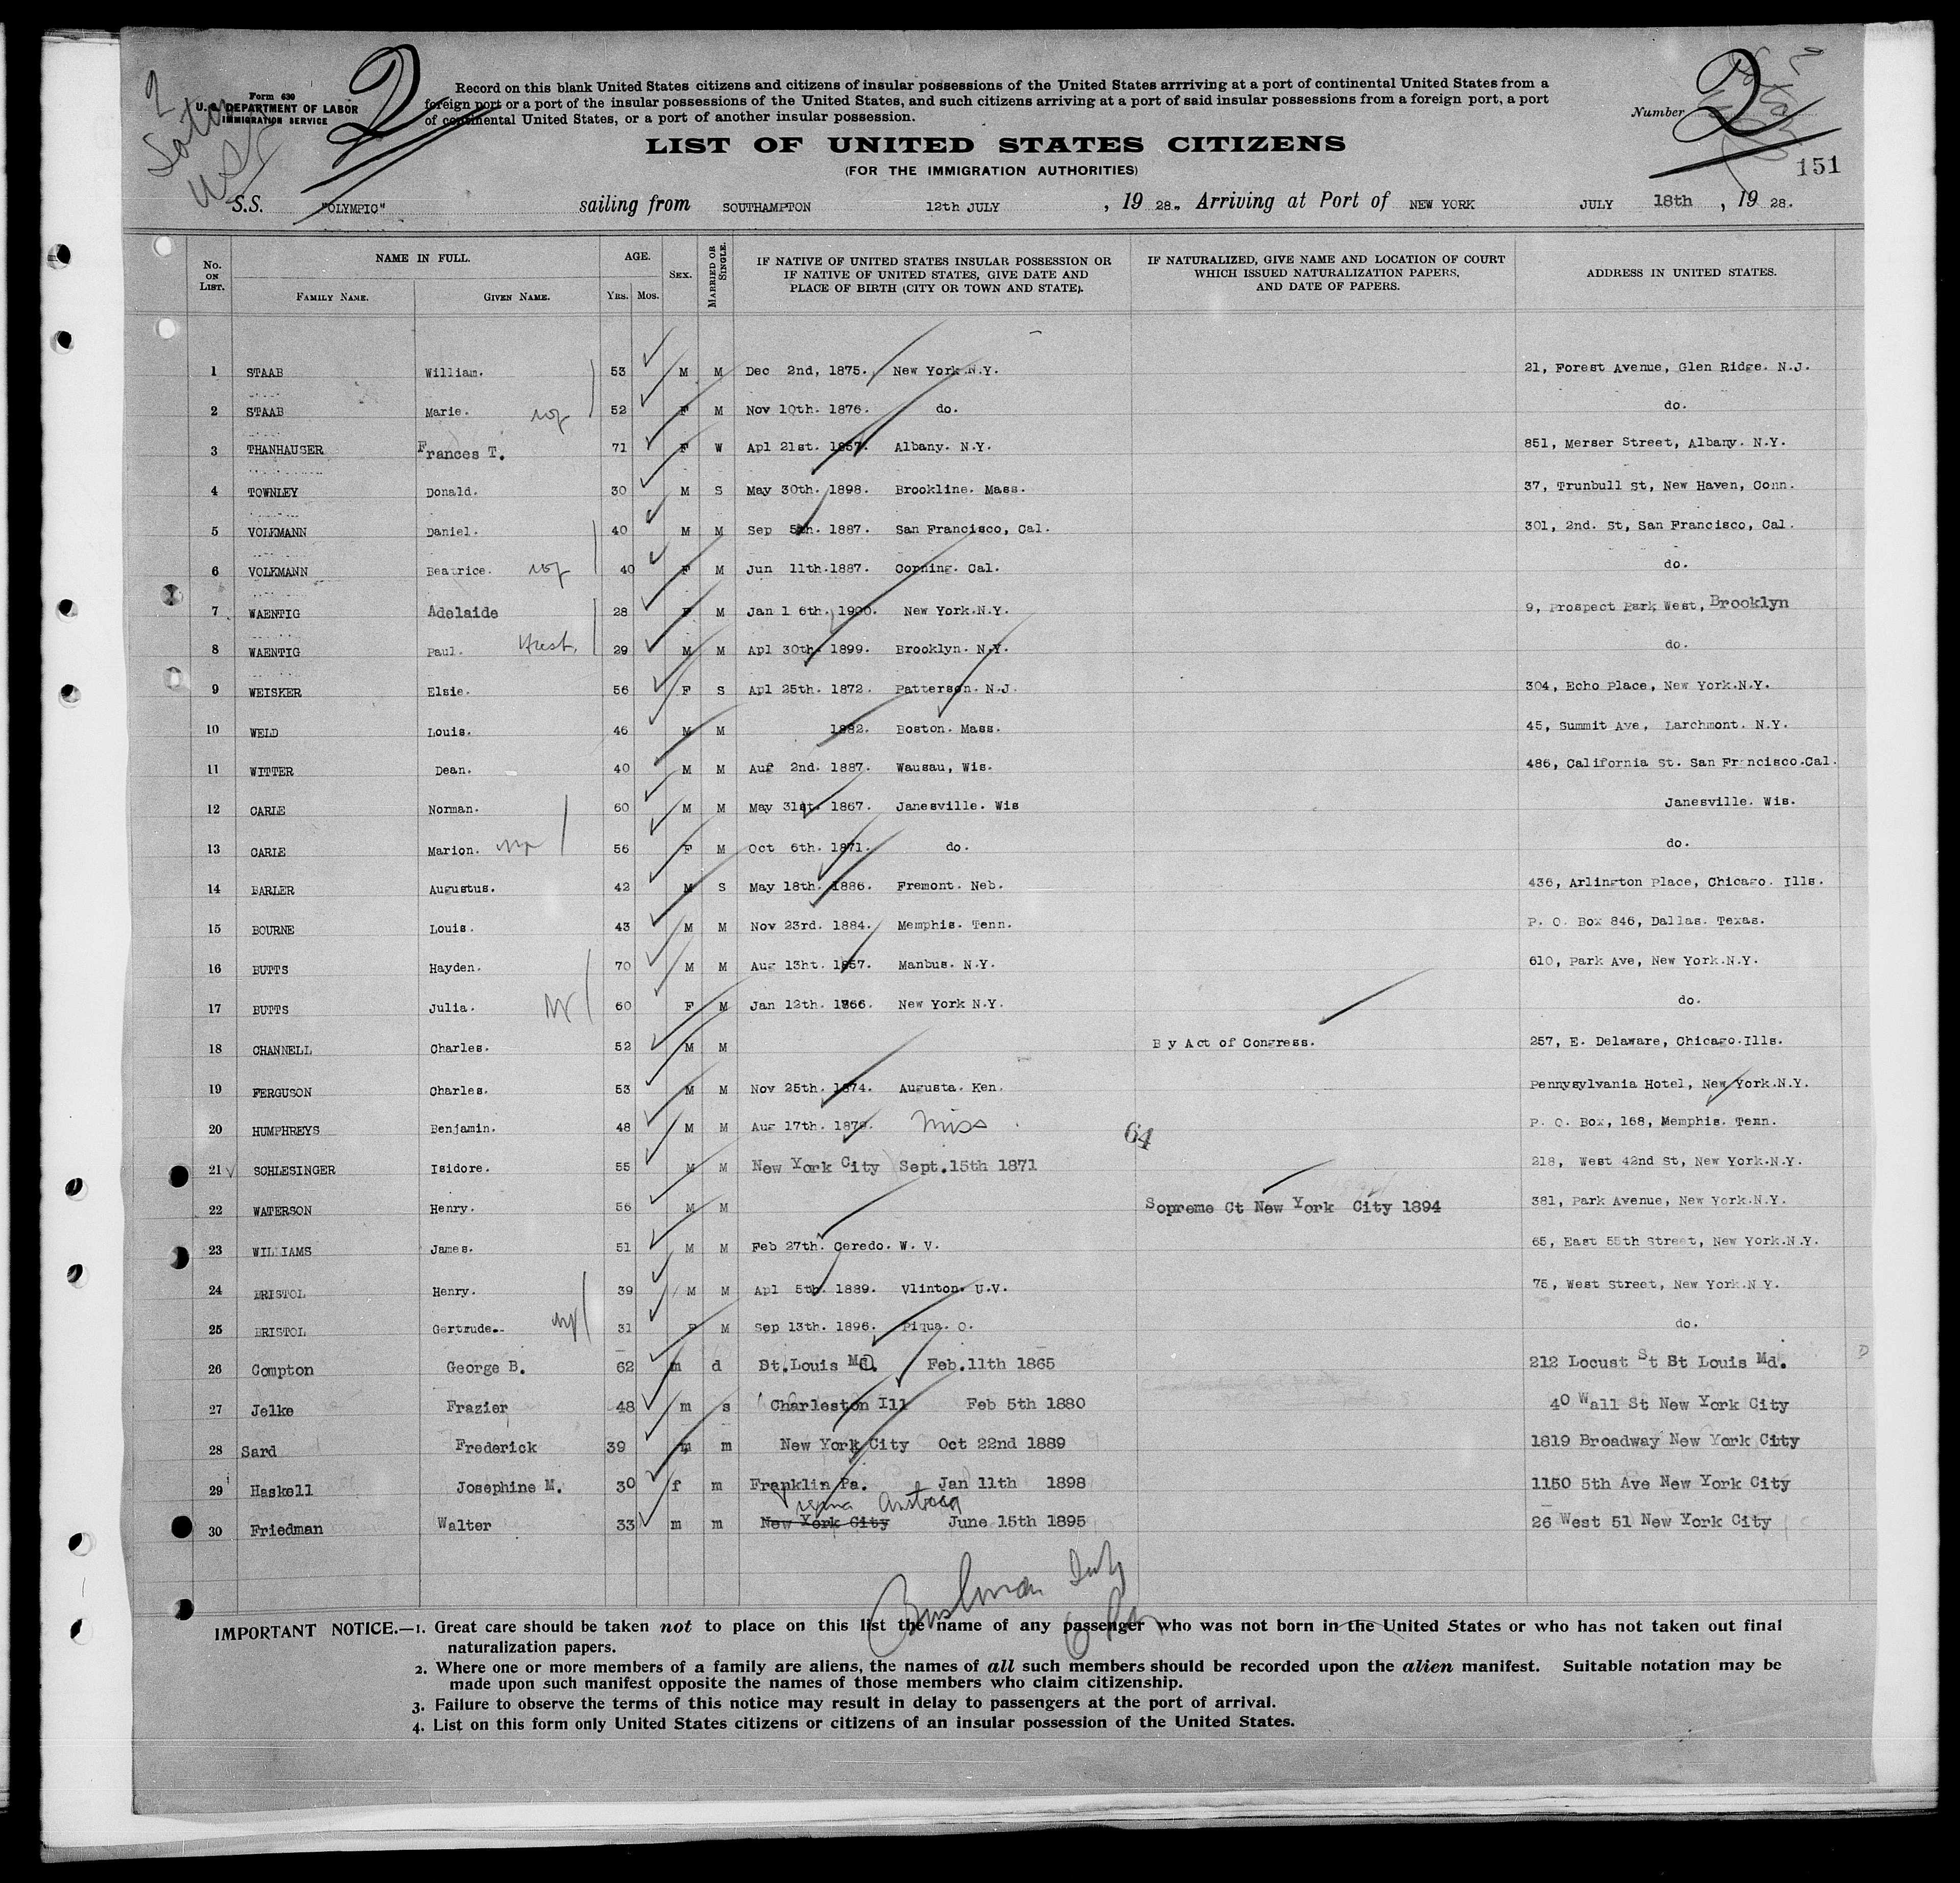 Form 630
U. S. DEPARTMENT OF LABOR
IMMIGRATION SERVICE
2
2
Record on this blank United States citizens and citizens of insular possessions of the United States arrriving at a port of continental United States from a
foreign port or a port of the insular possessions of the United States, and such citizens arriving at a port of said insular possessions from a foreign port, a port
of continental United States, or a port of another insular possession.
Number 2
LIST OF UNITED STATES CITIZENS
(FOR THE IMMIGRATION AUTHORITIES)
151
S.S. "OLYMPIC" sailing from SOUTHAMPTON 12th JULY , 19 28. Arriving at Port of NEW YORK JULY 18th , 19 28.
No. ON LIST. NAME IN FULL. FAMILY NAME. GIVEN NAME. AGE. YRS. MOS. SEX. MARRIED OR SINGLE. IF NATIVE OF UNITED STATES INSULAR POSSESSION OR IF NATIVE OF UNITED STATES, GIVE DATE AND PLACE OF BIRTH (CITY OR TOWN AND STATE). IF NATURALIZED, GIVE NAME AND LOCATION OF COURT WHICH ISSUED NATURALIZATION PAPERS, AND DATE OF PAPERS. ADDRESS IN UNITED STATES.
1 STAAB William. 53 M M Dec 2nd, 1875. New York N.Y. 21, Forest Avenue, Glen Ridge. N.J.
2 STAAB Marie. 52 F M Nov 10th. 1876. do. do.
3 THANHAUSER Frances T. 71 F W Apl 21st. 1857. Albany. N.Y. 851, Merser Street, Albany. N.Y.
4 TOWNLEY Donald. 30 M S May 30th. 1898. Brookline. Mass. 37, Trunbull St, New Haven, Conn.
5 VOLKMANN Daniel. 40 M M Sep 5th. 1887. San Francisco, Cal. 301, 2nd. St, San Francisco, Cal.
6 VOLKMANN Beatrice. 40 F M Jun 11th.1887. Corning. Cal. do.
7 WAENTIG Adelaide 28 F M Jan 1 6th. 1900. New York.N.Y. 9, Prospect Park West, Brooklyn
8 WAENTIG Paul. 29 M M Apl 30th. 1899. Brooklyn. N.Y. do.
9 WEISKER Elsie. 56 F S Apl 25th. 1872. Patterson. N.J. 304, Echo Place, New York.N.Y.
10 WELD Louis. 46 M M 1882. Boston. Mass. 45, Summit Ave, Larchmont. N.Y.
11 WITTER Dean. 40 M M Aug 2nd. 1887. Wausau, Wis. 486, California St. San Francisco.Cal.
12 CARLE Norman. 60 M M May 31st. 1867. Janesville. Wis Janesville. Wis.
13 CARLE Marion. 56 F M Oct 6th. 1871. do. do.
14 BARLER Augustus. 42 M S May 18th. 1886. Fremont. Neb. 436, Arlington Place, Chicago. Ills.
15 BOURNE Louis. 43 M M Nov 23rd. 1884. Memphis. Tenn. P. O. Box 846, Dallas. Texas.
16 BUTTS Hayden. 70 M M Aug 13ht. 1857. Manbus. N.Y. 610, Park Ave, New York.N.Y.
17 BUTTS Julia. 60 F M Jan 12th. 1866. New York N.Y. do.
18 CHANNELL Charles. 52 M M B y Act of Congress. 257, E. Delaware, Chicago.Ills.
19 FERGUSON Charles. 53 M M Nov 25th. 1874. Augusta. Ken. Pennysylvania Hotel, New York.N.Y.
20 HUMPHREYS Benjamin. 48 M M Aug 17th. 1879. Miss 64 P. O. Box, 168, Memphis. Tenn.
21 SCHLESINGER Isidore. 55 M M New York City Sept.15th 1871 218, West 42nd St, New York.N.Y.
22 WATERSON Henry. 56 M M Sopreme Ct New York City 1894 381, Park Avenue, New York.N.Y.
23 WILLIAMS James. 51 M M Feb 27th. Ceredo. W. V. 65, East 55th Street, New York.N.Y.
24 BRISTOL Henry. 39 M M Apl 5th. 1889. Vlinton. U.V. 75, West Street, New York.N Y.
25 BRISTOL Gertrude.. 31 F M Sep 13th. 1896. Piqua. O. do.
26 Compton George B. 62 m d St.Louis Mo. Feb.11th 1865 212 Locust St St Louis Md.
27 Jelke Frazier 48 m s Charleston Ill Feb 5th 1880 40 Wall St New York City
28 Sard Frederick 39 m m New York City Oct 22nd 1889 1819 Broadway New York City
29 Haskell Josephine M. 30 f m Franklin Pa. Jan 11th 1898 1150 5th Ave New York City
30 Friedman Walter 33 m m New York City June 15th 1895 26 West 51 New York City
IMPORTANT NOTICE.—1. Great care should be taken not to place on this list the name of any passenger who was not born in the United States or who has not taken out final
naturalization papers.
2. Where one or more members of a family are aliens, the names of all such members should be recorded upon the alien manifest. Suitable notation may be
made upon such manifest opposite the names of those members who claim citizenship.
3. Failure to observe the terms of this notice may result in delay to passengers at the port of arrival.
4. List on this form only United States citizens or citizens of an insular possession of the United States.